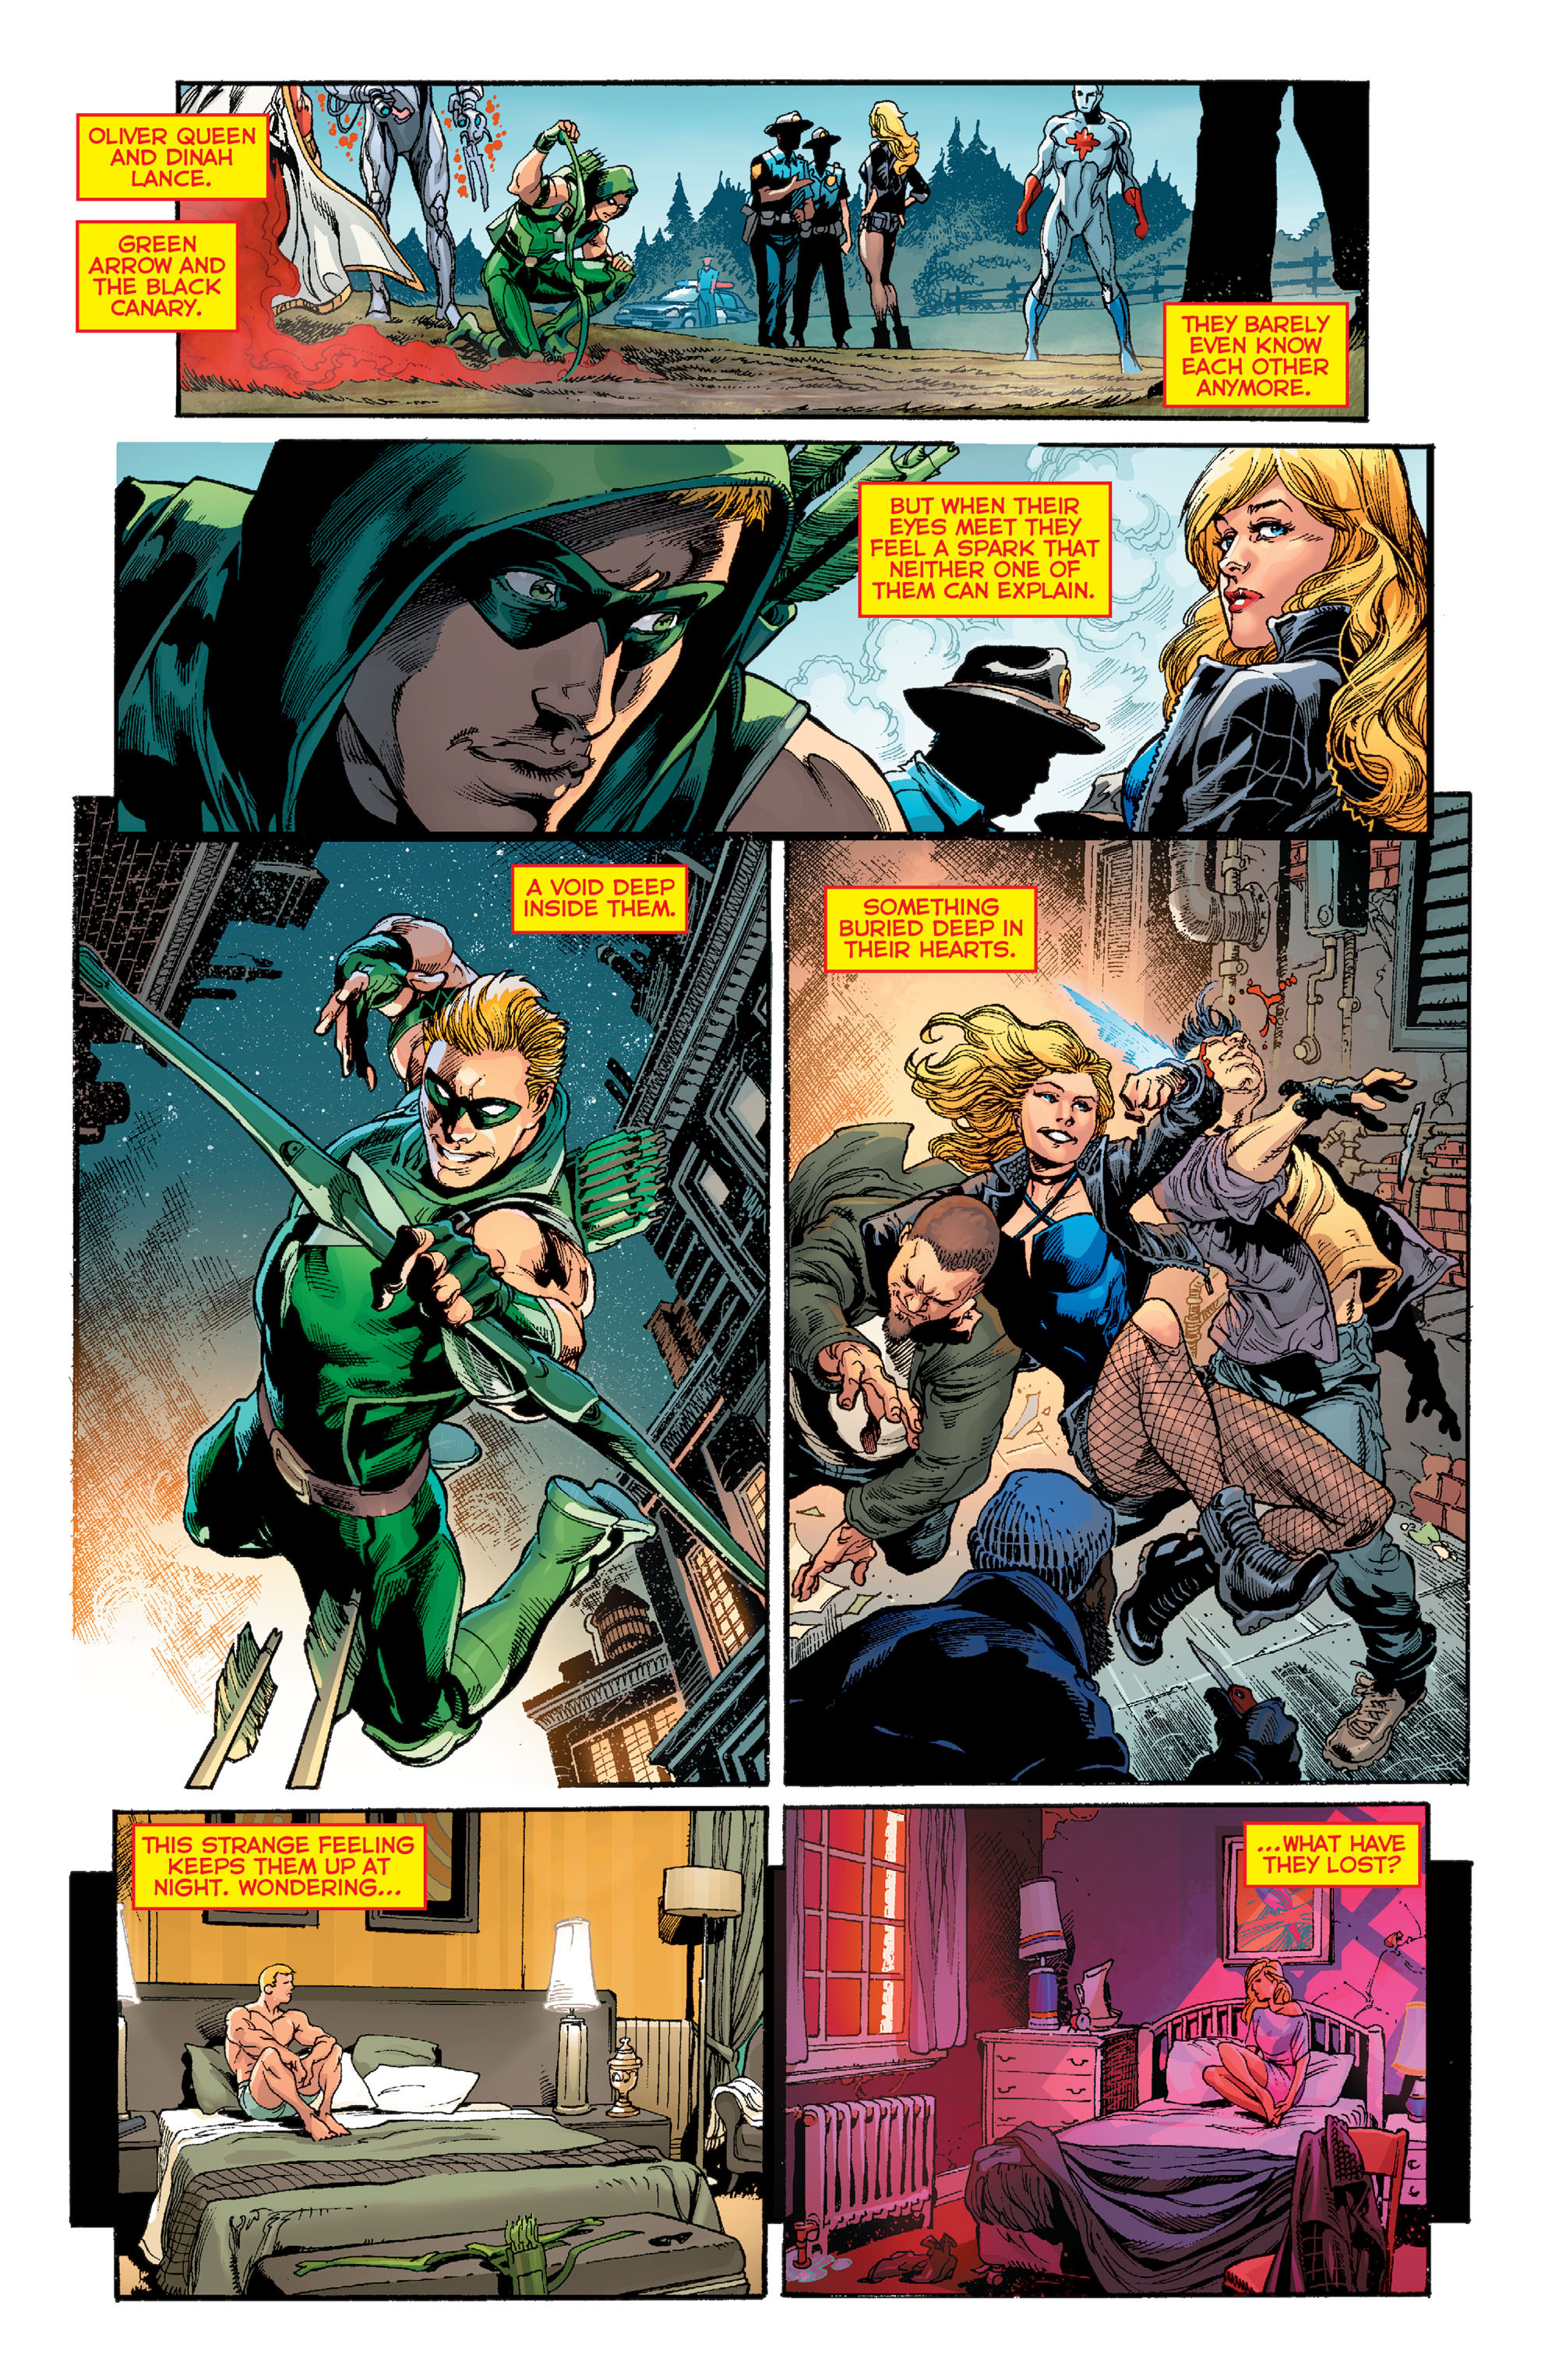 OLIVER QUEEN
AND DINAH
LANCE.
GREEN
ARROW AND
THE BLACK
CANARY.
THEY BARELY
EVEN KNOW
EACH OTHER
ANYMORE.
BUT WHEN THEIR
EYES MEET THEY
FEEL A SPARK THAT
NEITHER ONE OF
THEM CAN EXPLAIN.
A VOID DEEP
INSIDE THEM.
SOMETHING
BURIED DEEP IN
THEIR HEARTS.
THIS STRANGE FEELING
KEEPS THEM UP AT
NIGHT. WONDERING...
...WHAT HAVE
THEY LOST?